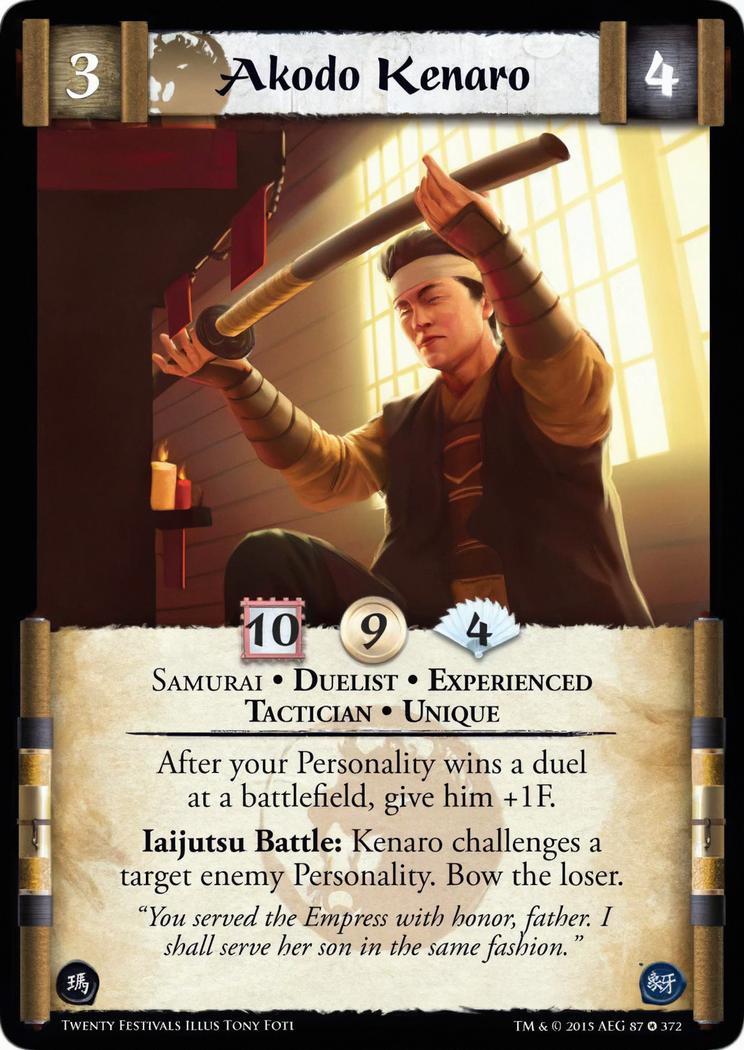 3 Akodo Kenaro 4
10 9 4
Samurai • Duelist • Experienced
Tactician • Unique
After your Personality wins a duel
at a battlefield, give him +1F.
Iaijutsu Battle: Kenaro challenges a
target enemy Personality. Bow the loser.
“You served the Empress with honor, father. I
shall serve her son in the same fashion.”
瑪 象牙
Twenty Festivals Illus Tony Foti TM & © 2015 AEG 87 ✪ 372